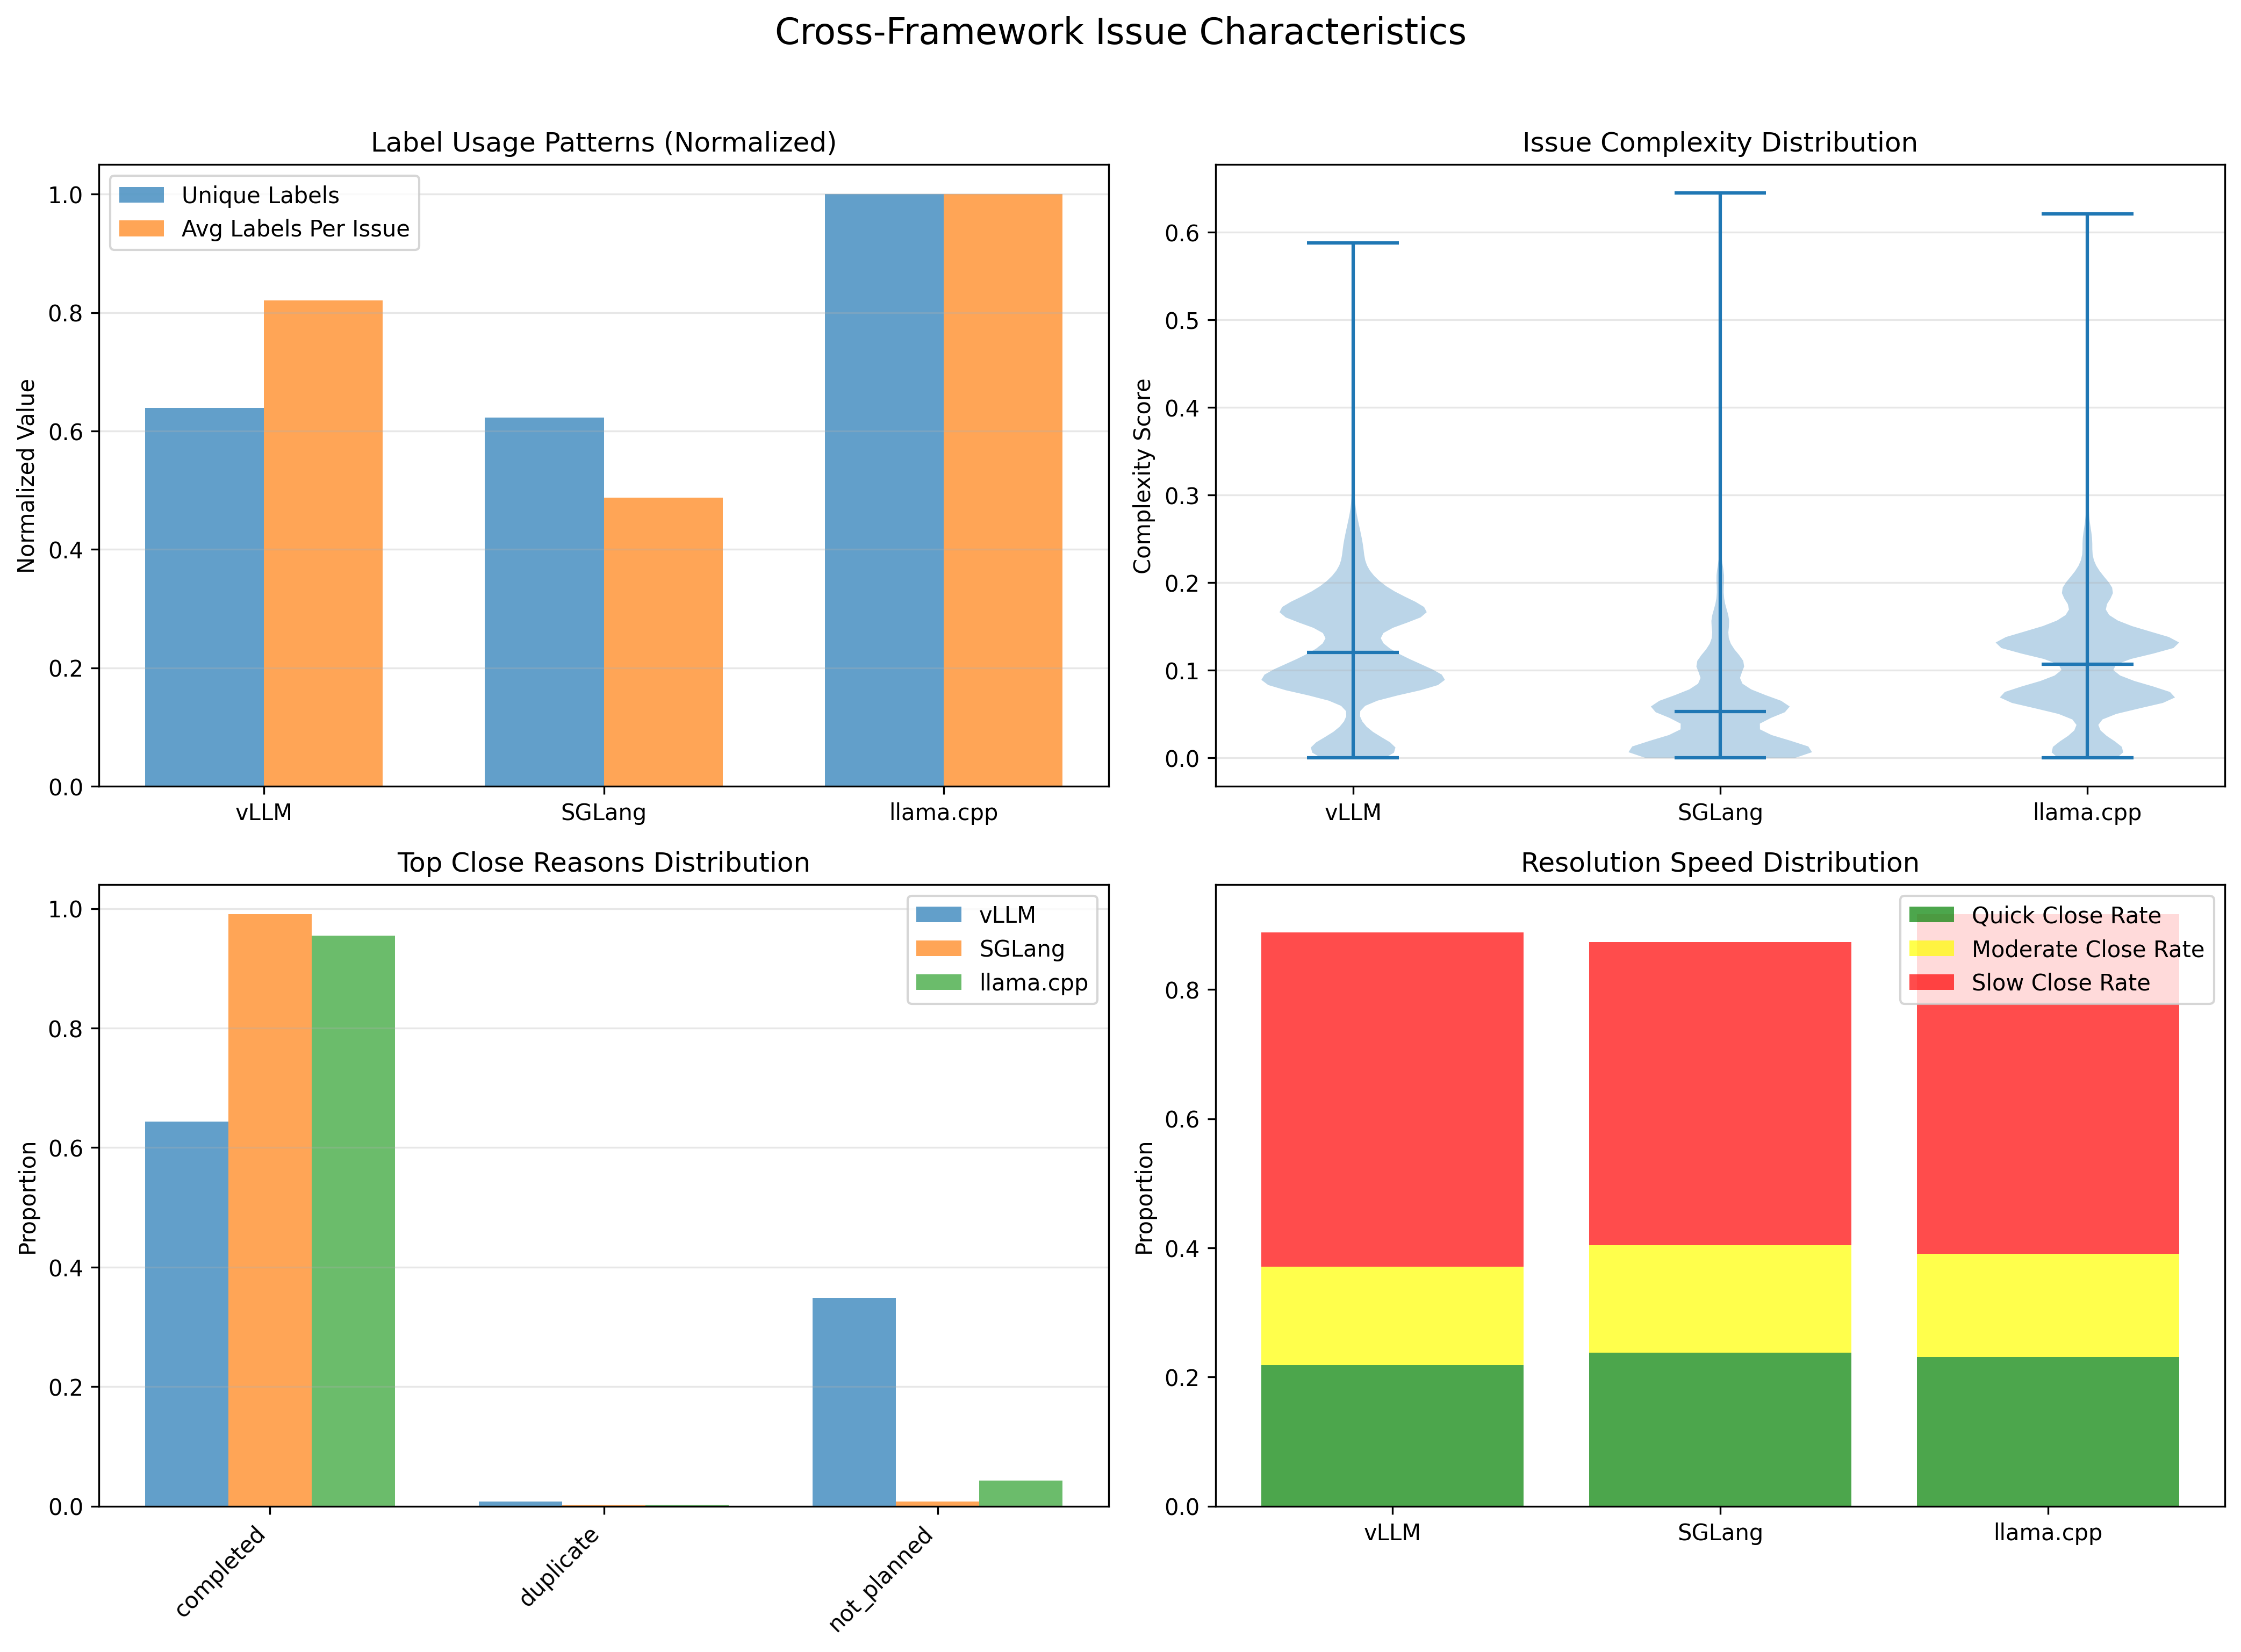 Cross-Framework Issue Characteristics
Label Usage Patterns (Normalized)
Unique Labels
Avg Labels Per Issue
Normalized Value
1.0
0.8
0.6
0.4
0.2
0.0
vLLM
SGLang
llama.cpp
Issue Complexity Distribution
Complexity Score
0.6
0.5
0.4
0.3
0.2
0.1
0.0
vLLM
SGLang
llama.cpp
Top Close Reasons Distribution
vLLM
SGLang
llama.cpp
Proportion
1.0
0.8
0.6
0.4
0.2
0.0
completed
duplicate
not_planned
Resolution Speed Distribution
Quick Close Rate
Moderate Close Rate
Slow Close Rate
Proportion
0.8
0.6
0.4
0.2
0.0
vLLM
SGLang
llama.cpp